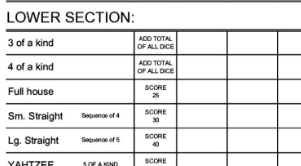 LOWER SECTION:
3 of a kind ADD TOTAL
OF ALL DICE
4 of a kind ADD TOTAL
OF ALL DICE
Full house SCORE
25
Sm. Straight Sequence of 4 SCORE
30
Lg. Straight Sequence of 5 SCORE
40
YAHTZEE 5 OF A KIND SCORE